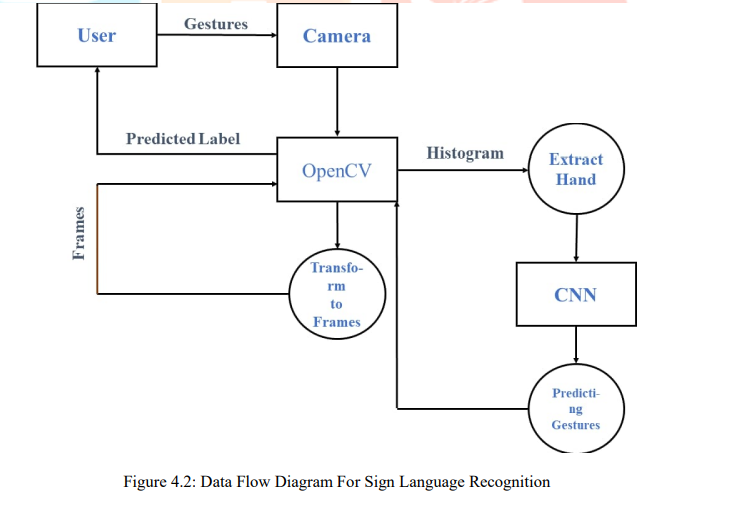 User
Gestures
Camera
Predicted Label
OpenCV
Histogram
Extract
Hand
Frames
Transfo-
rm
to
Frames
CNN
Predicti-
ng
Gestures
Figure 4.2: Data Flow Diagram For Sign Language Recognition